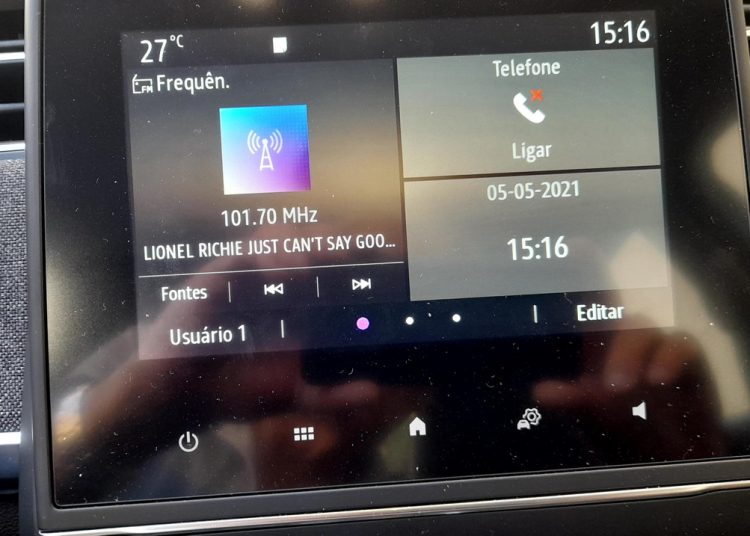 27°C
15:16
FM Frequên.
101.70 MHz
LIONEL RICHIE JUST CAN'T SAY GOO...
Fontes
Telefone
Ligar
05-05-2021
15:16
Usuário 1
Editar